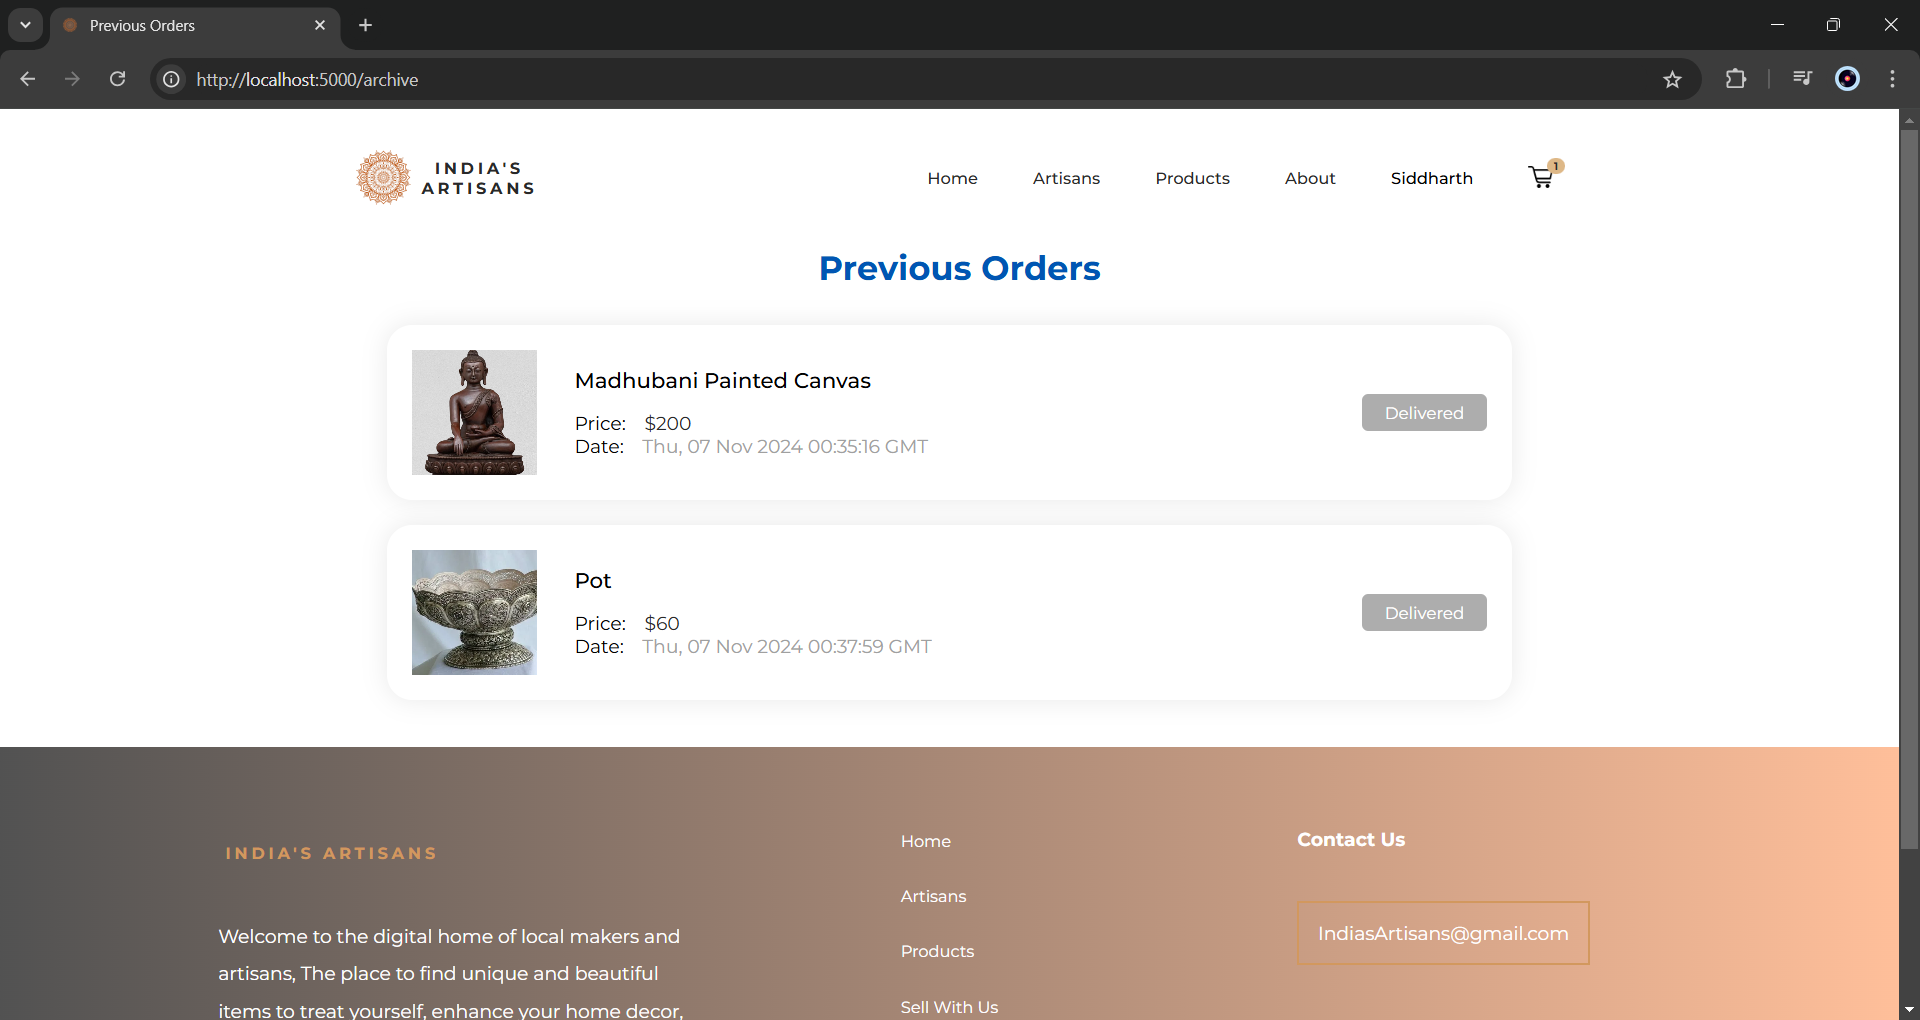 Previous Orders
http://localhost:5000/archive
INDIA'S
ARTISANS
Home Artisans Products About Siddharth 1
Previous Orders
Madhubani Painted Canvas
Price: $200
Date: Thu, 07 Nov 2024 00:35:16 GMT
Delivered
Pot
Price: $60
Date: Thu, 07 Nov 2024 00:37:59 GMT
Delivered
INDIA'S ARTISANS
Welcome to the digital home of local makers and
artisans, The place to find unique and beautiful
items to treat yourself, enhance your home decor,
Home
Artisans
Products
Sell With Us
Contact Us
IndiasArtisans@gmail.com